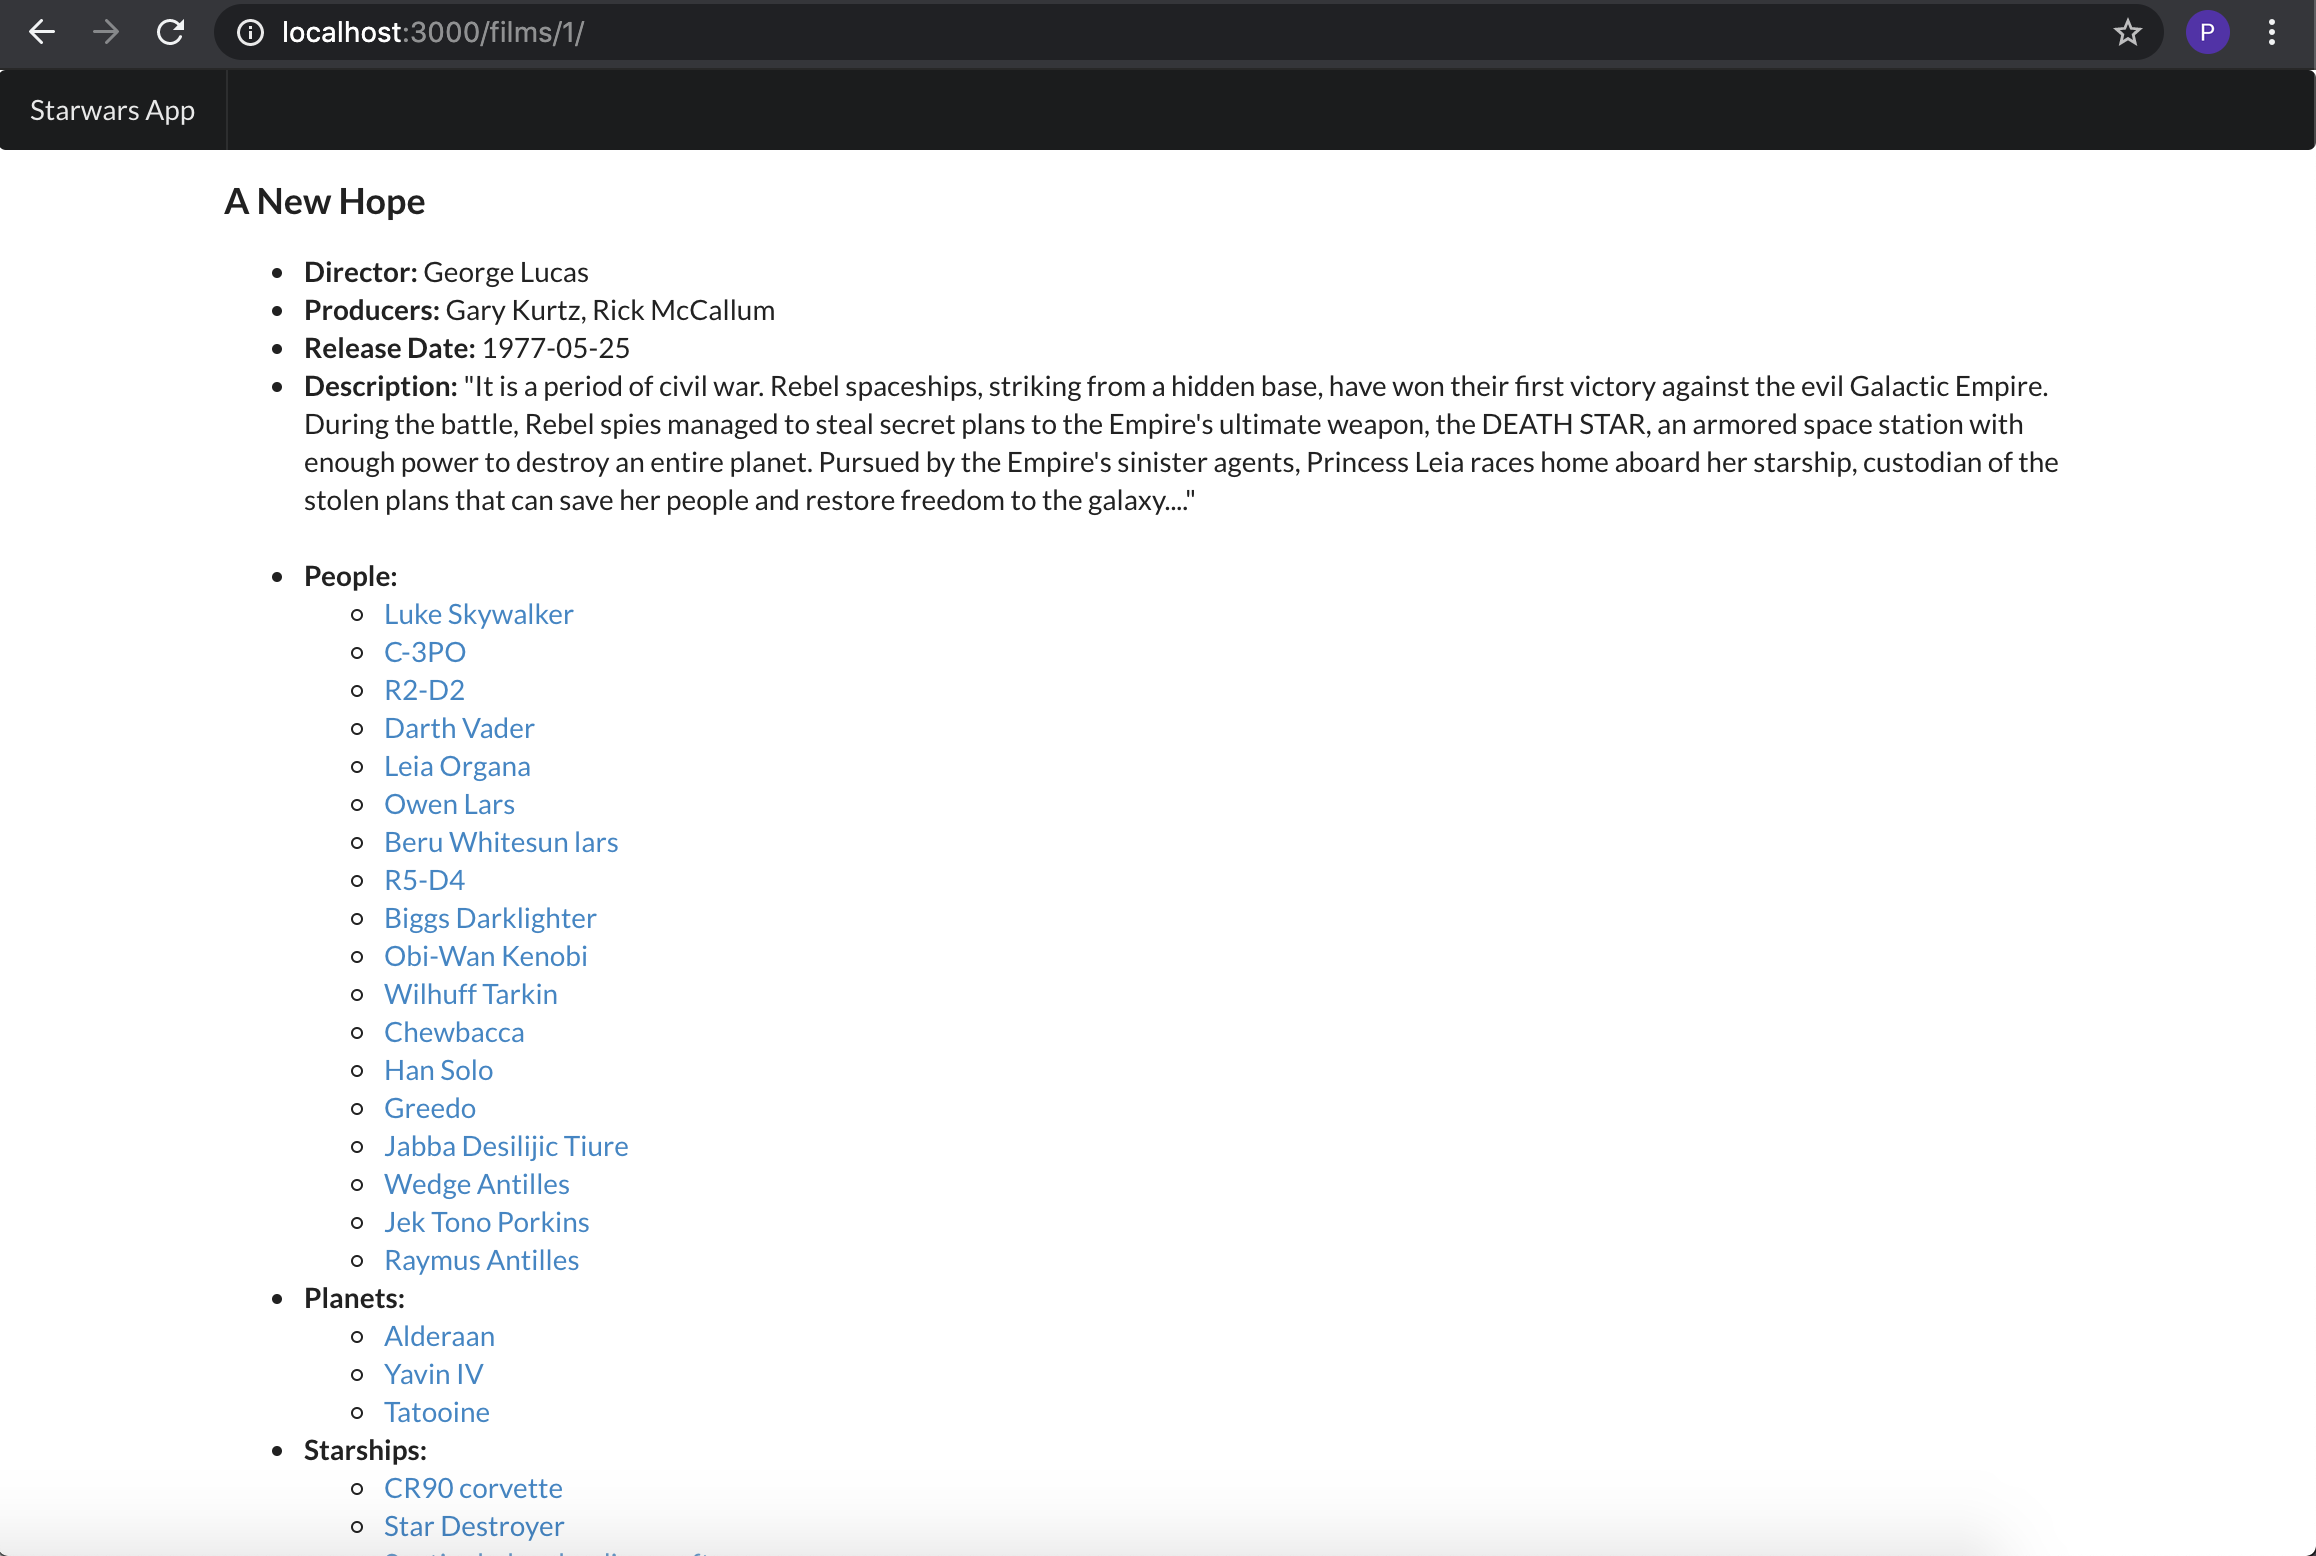 localhost:3000/films/1/
P
Starwars App
A New Hope
Director: George Lucas
Producers: Gary Kurtz, Rick McCallum
Release Date: 1977-05-25
Description: "It is a period of civil war. Rebel spaceships, striking from a hidden base, have won their first victory against the evil Galactic Empire.
During the battle, Rebel spies managed to steal secret plans to the Empire's ultimate weapon, the DEATH STAR, an armored space station with
enough power to destroy an entire planet. Pursued by the Empire's sinister agents, Princess Leia races home aboard her starship, custodian of the
stolen plans that can save her people and restore freedom to the galaxy...."
People:
Luke Skywalker
C-3PO
R2-D2
Darth Vader
Leia Organa
Owen Lars
Beru Whitesun lars
R5-D4
Biggs Darklighter
Obi-Wan Kenobi
Wilhuff Tarkin
Chewbacca
Han Solo
Greedo
Jabba Desilijic Tiure
Wedge Antilles
Jek Tono Porkins
Raymus Antilles
Planets:
Alderaan
Yavin IV
Tatooine
Starships:
CR90 corvette
Star Destroyer